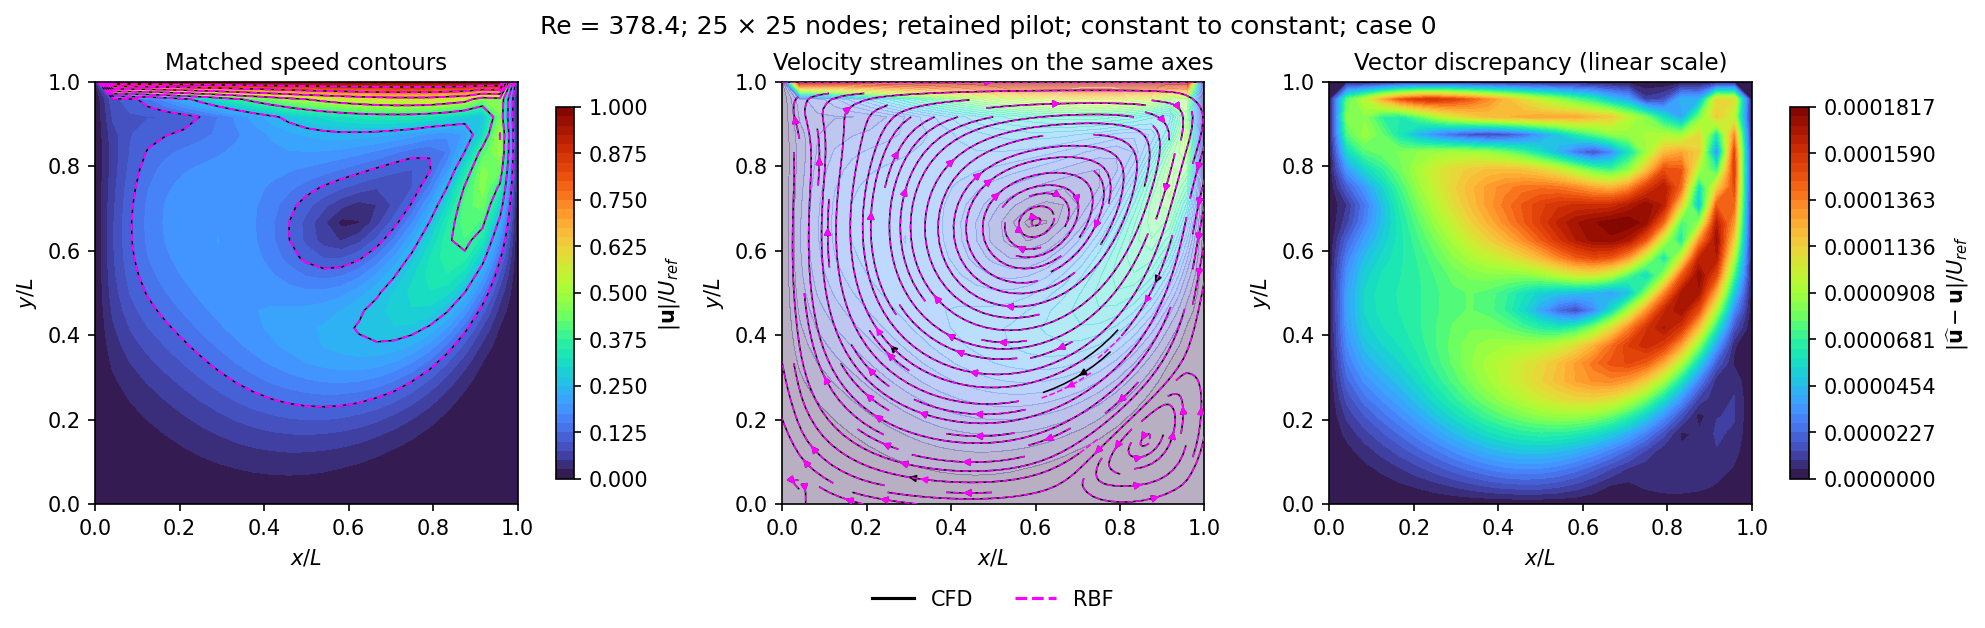 Re = 378.4; 25 × 25 nodes; retained pilot; constant to constant; case 0
Matched speed contours
1.0
0.8
0.6
0.4
0.2
0.0
y/L
0.0 0.2 0.4 0.6 0.8 1.0
x/L
1.000
0.875
0.750
0.625
0.500
0.375
0.250
0.125
0.000
|u|/U_ref
Velocity streamlines on the same axes
1.0
0.8
0.6
0.4
0.2
0.0
y/L
0.0 0.2 0.4 0.6 0.8 1.0
x/L
Vector discrepancy (linear scale)
1.0
0.8
0.6
0.4
0.2
0.0
y/L
0.0 0.2 0.4 0.6 0.8 1.0
x/L
0.0001817
0.0001590
0.0001363
0.0001136
0.0000908
0.0000681
0.0000454
0.0000227
0.0000000
|û − u|/U_ref
CFD RBF